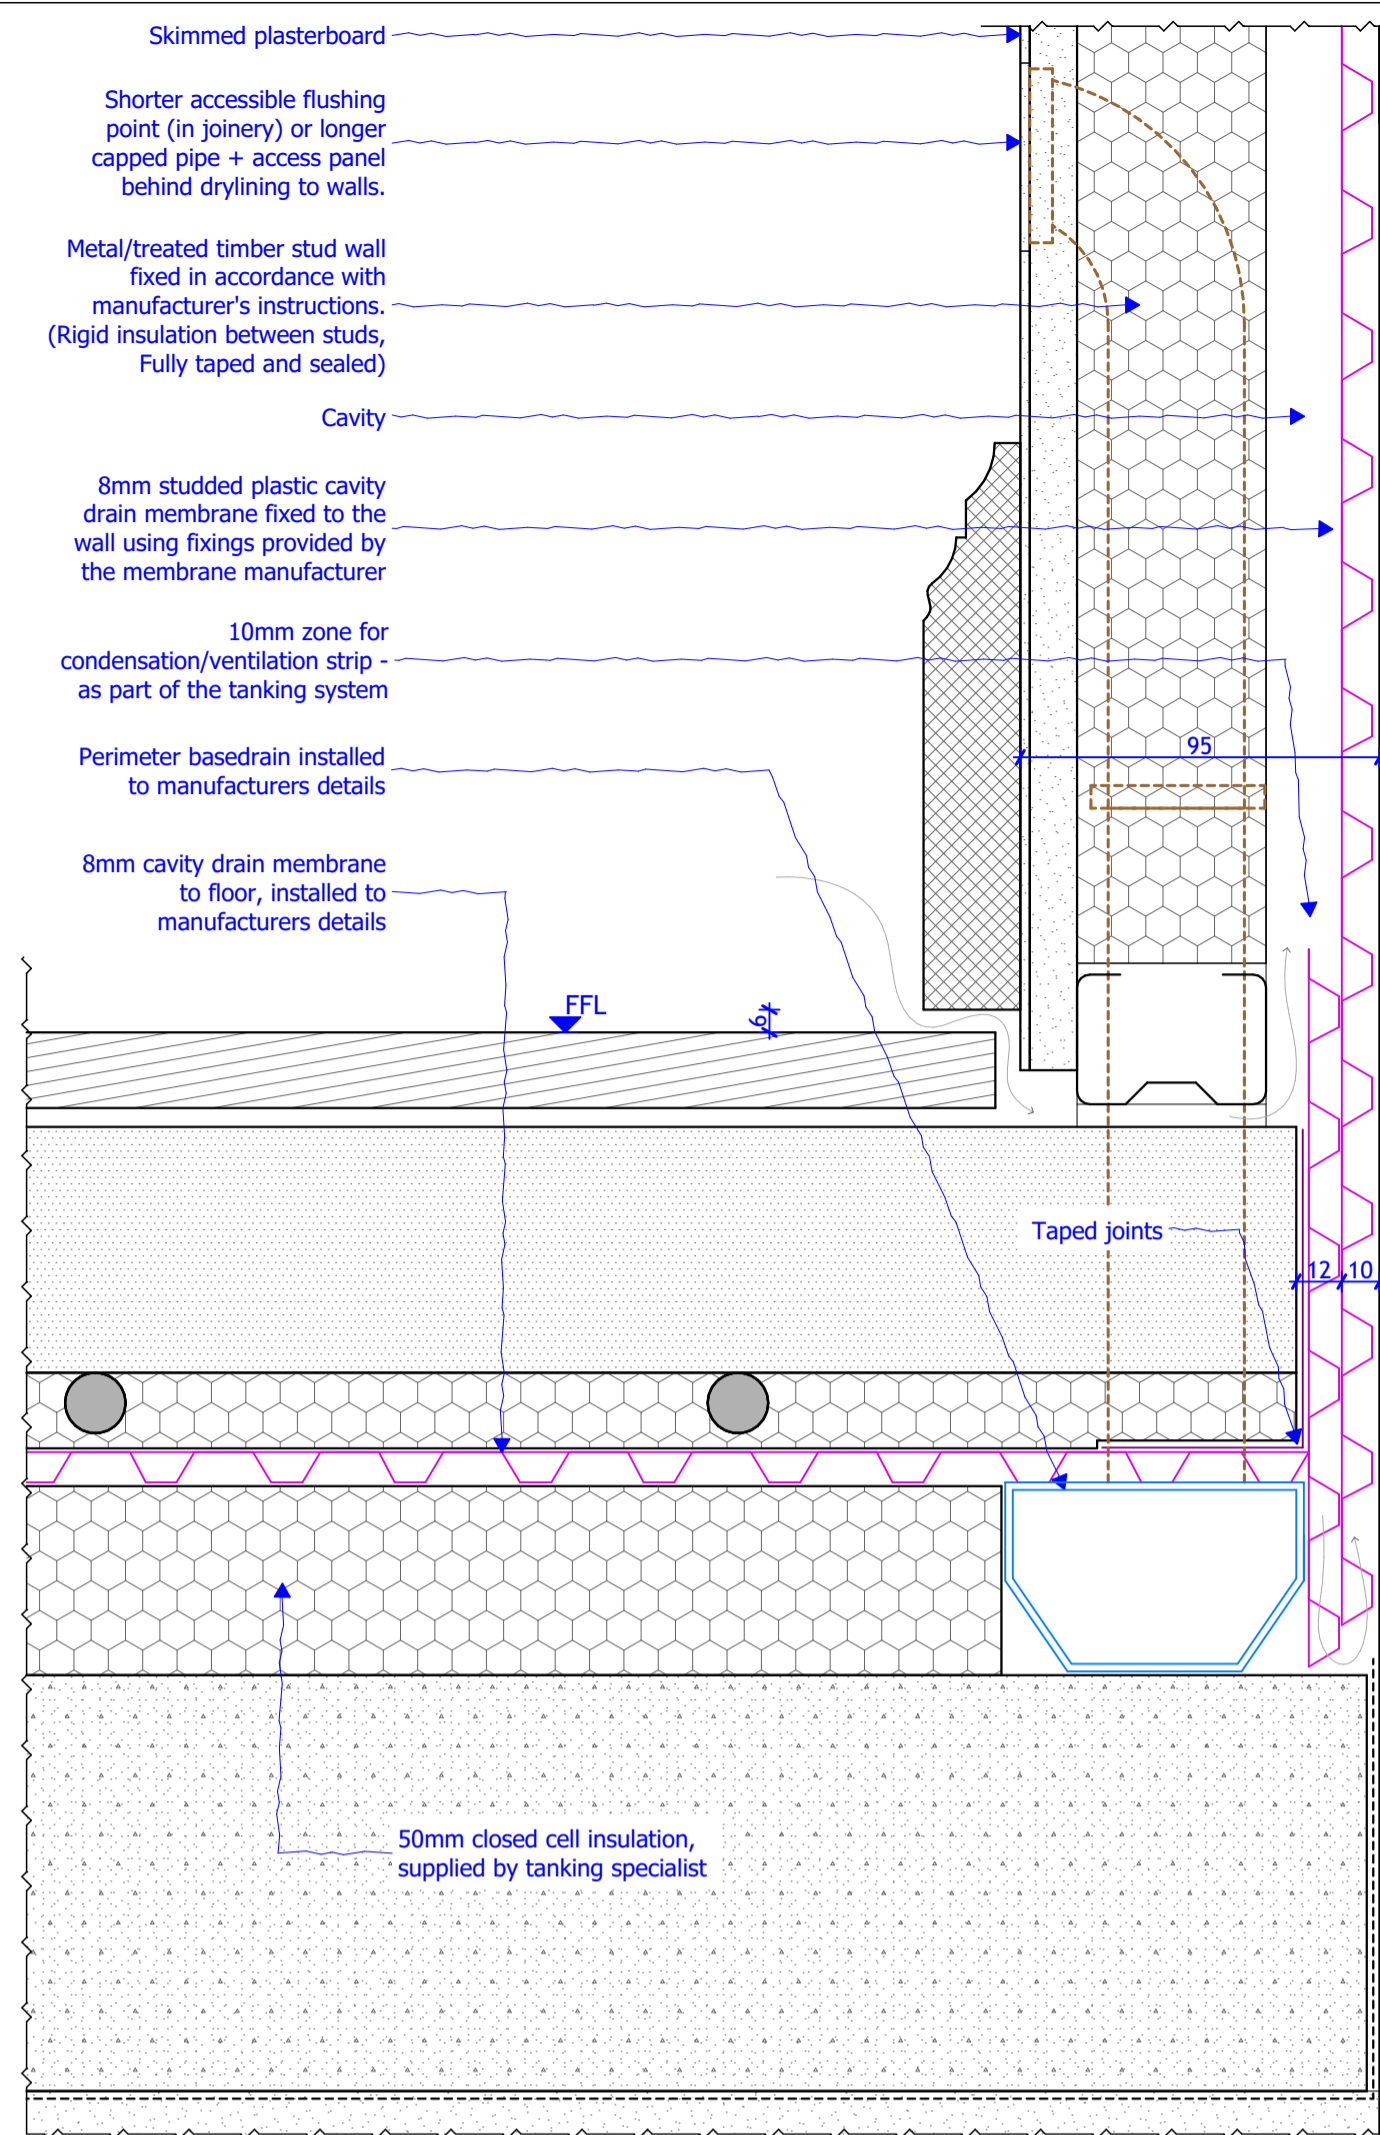 Skimmed plasterboard
Shorter accessible flushing
point (in joinery) or longer
capped pipe + access panel
behind drylining to walls.
Metal/treated timber stud wall
fixed in accordance with
manufacturer's instructions.
(Rigid insulation between studs,
Fully taped and sealed)
Cavity
8mm studded plastic cavity
drain membrane fixed to the
wall using fixings provided by
the membrane manufacturer
10mm zone for
condensation/ventilation strip -
as part of the tanking system
95
Perimeter basedrain installed
to manufacturers details
8mm cavity drain membrane
to floor, installed to
manufacturers details
FFL
6
Taped joints
12
10
50mm closed cell insulation,
supplied by tanking specialist